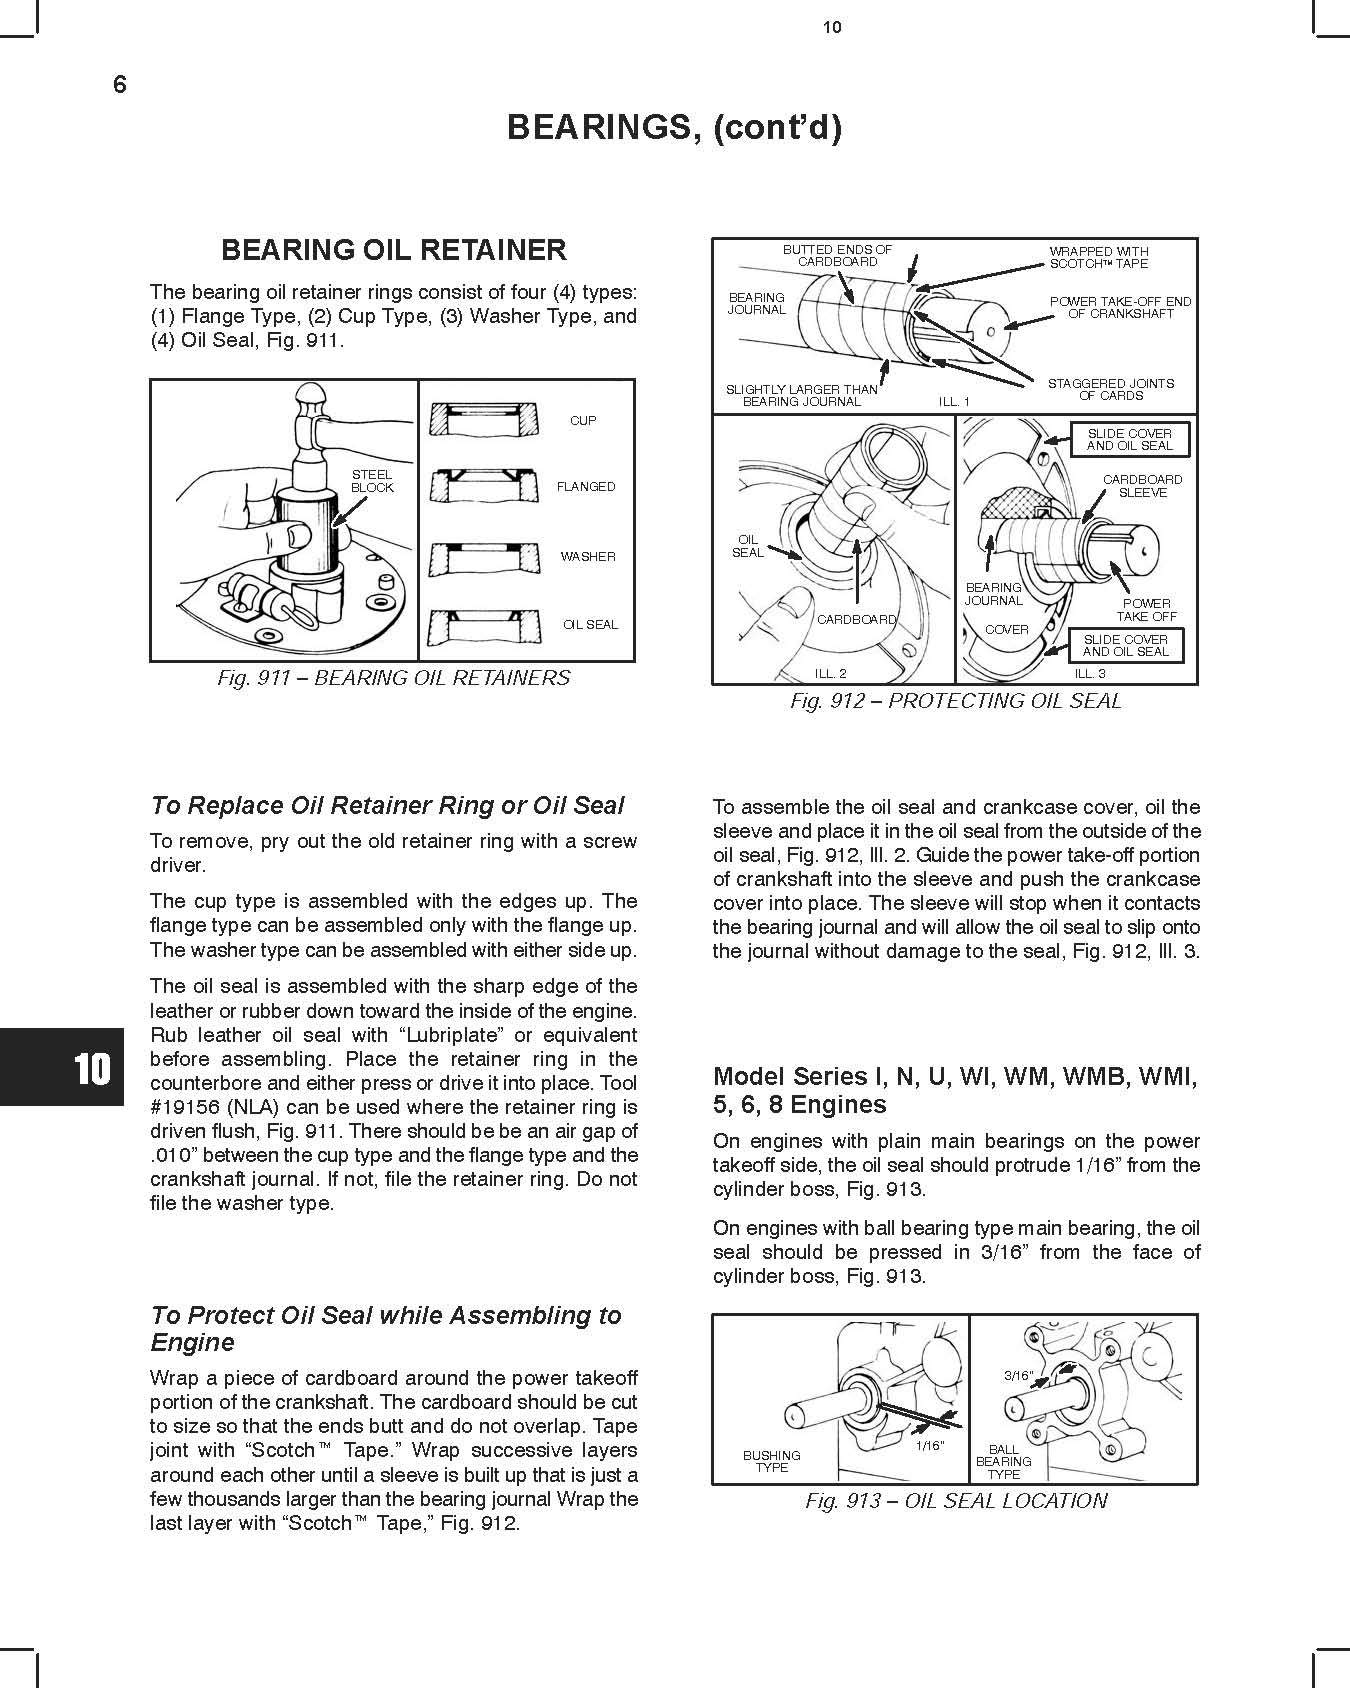 10
6
BEARINGS, (cont’d)
BEARING OIL RETAINER
The bearing oil retainer rings consist of four (4) types:
(1) Flange Type, (2) Cup Type, (3) Washer Type, and
(4) Oil Seal, Fig. 911.
STEEL
BLOCK
CUP
FLANGED
WASHER
OIL SEAL
Fig. 911 – BEARING OIL RETAINERS
To Replace Oil Retainer Ring or Oil Seal
To remove, pry out the old retainer ring with a screw
driver.
The cup type is assembled with the edges up. The
flange type can be assembled only with the flange up.
The washer type can be assembled with either side up.
The oil seal is assembled with the sharp edge of the
leather or rubber down toward the inside of the engine.
Rub leather oil seal with “Lubriplate” or equivalent
before assembling. Place the retainer ring in the
counterbore and either press or drive it into place. Tool
#19156 (NLA) can be used where the retainer ring is
driven flush, Fig. 911. There should be be an air gap of
.010” between the cup type and the flange type and the
crankshaft journal. If not, file the retainer ring. Do not
file the washer type.
10
To Protect Oil Seal while Assembling to
Engine
Wrap a piece of cardboard around the power takeoff
portion of the crankshaft. The cardboard should be cut
to size so that the ends butt and do not overlap. Tape
joint with “Scotch™ Tape.” Wrap successive layers
around each other until a sleeve is built up that is just a
few thousands larger than the bearing journal Wrap the
last layer with “Scotch™ Tape,” Fig. 912.
BUTTED ENDS OF
CARDBOARD
WRAPPED WITH
SCOTCH™ TAPE
BEARING
JOURNAL
POWER TAKE-OFF END
OF CRANKSHAFT
SLIGHTLY LARGER THAN
BEARING JOURNAL
STAGGERED JOINTS
OF CARDS
ILL. 1
OIL
SEAL
CARDBOARD
ILL. 2
SLIDE COVER
AND OIL SEAL
CARDBOARD
SLEEVE
BEARING
JOURNAL
POWER
TAKE OFF
COVER
SLIDE COVER
AND OIL SEAL
ILL. 3
Fig. 912 – PROTECTING OIL SEAL
To assemble the oil seal and crankcase cover, oil the
sleeve and place it in the oil seal from the outside of the
oil seal, Fig. 912, Ill. 2. Guide the power take-off portion
of crankshaft into the sleeve and push the crankcase
cover into place. The sleeve will stop when it contacts
the bearing journal and will allow the oil seal to slip onto
the journal without damage to the seal, Fig. 912, Ill. 3.
Model Series I, N, U, WI, WM, WMB, WMI,
5, 6, 8 Engines
On engines with plain main bearings on the power
takeoff side, the oil seal should protrude 1/16” from the
cylinder boss, Fig. 913.
On engines with ball bearing type main bearing, the oil
seal should be pressed in 3/16” from the face of
cylinder boss, Fig. 913.
BUSHING
TYPE
1/16"
3/16"
BALL
BEARING
TYPE
Fig. 913 – OIL SEAL LOCATION